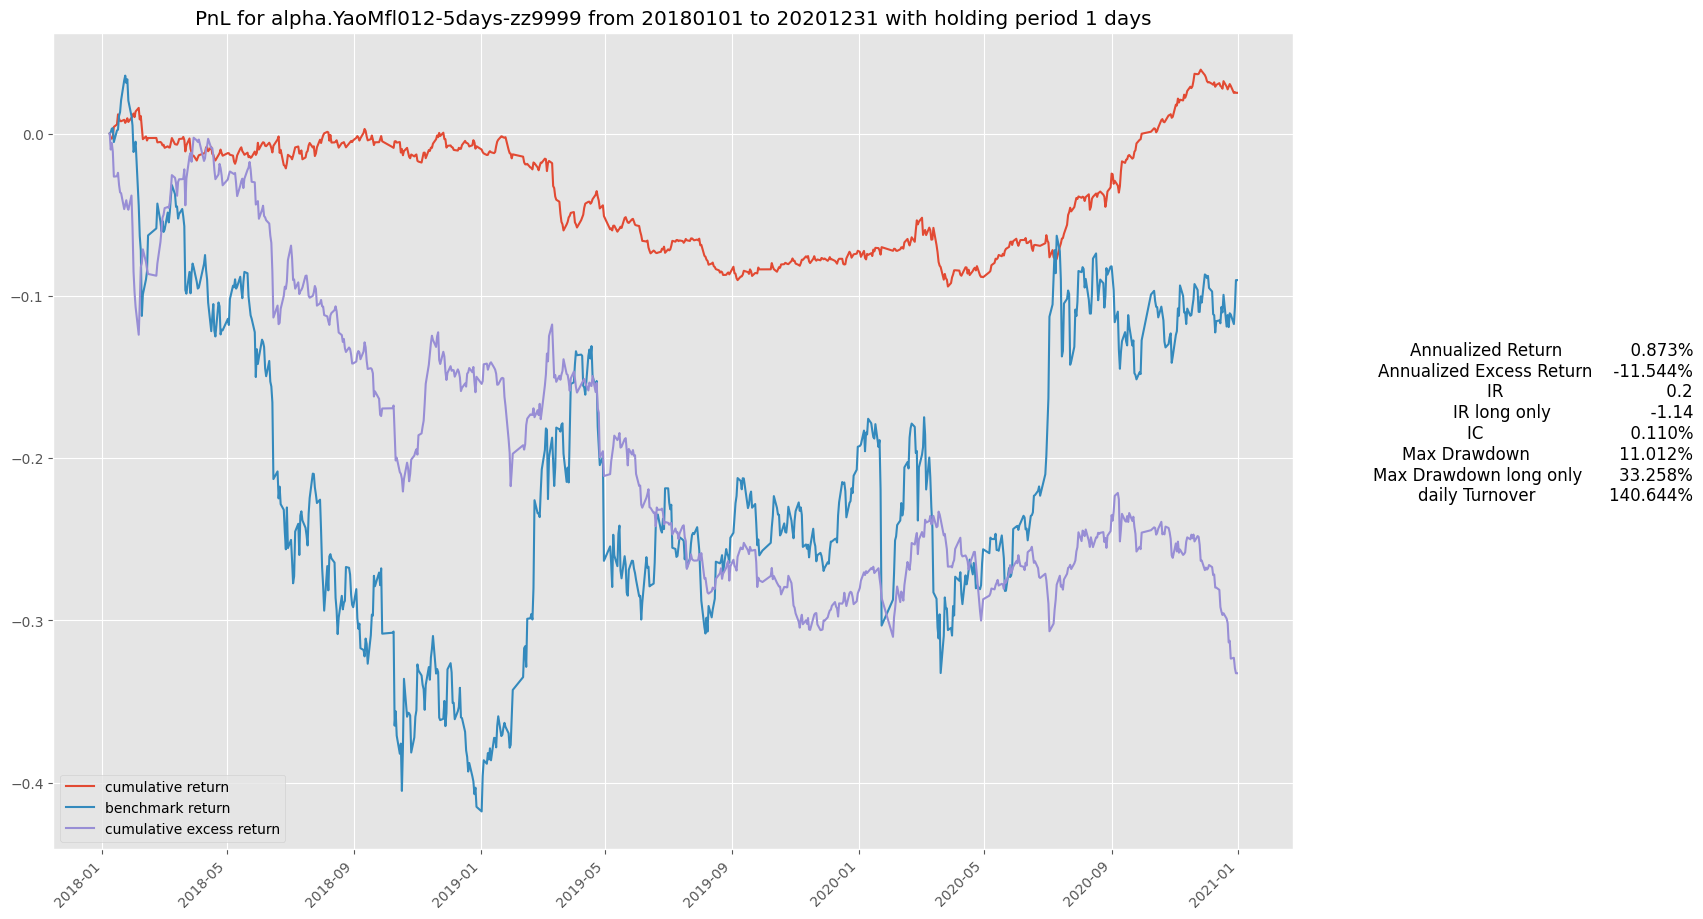 PnL for alpha.YaoMfl012-5days-zz9999 from 20180101 to 20201231 with holding period 1 days
0.0
−0.1
−0.2
−0.3
−0.4
2018-01
2018-05
2018-09
2019-01
2019-05
2019-09
2020-01
2020-05
2020-09
2021-01
cumulative return
benchmark return
cumulative excess return
Annualized Return 0.873%
Annualized Excess Return -11.544%
IR 0.2
IR long only -1.14
IC 0.110%
Max Drawdown 11.012%
Max Drawdown long only 33.258%
daily Turnover 140.644%